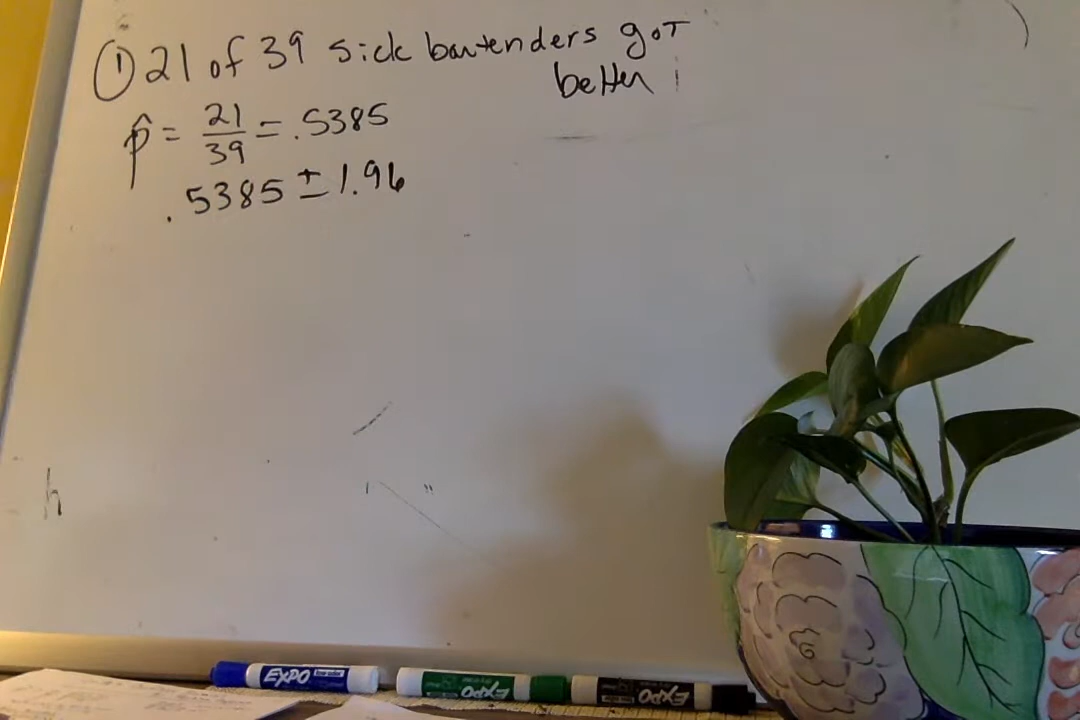 ① 21 of 39 sick bartenders got
better
p̂ = 21/39 = .5385
.5385 ± 1.96
h
EXPO
EXPO
EXPO